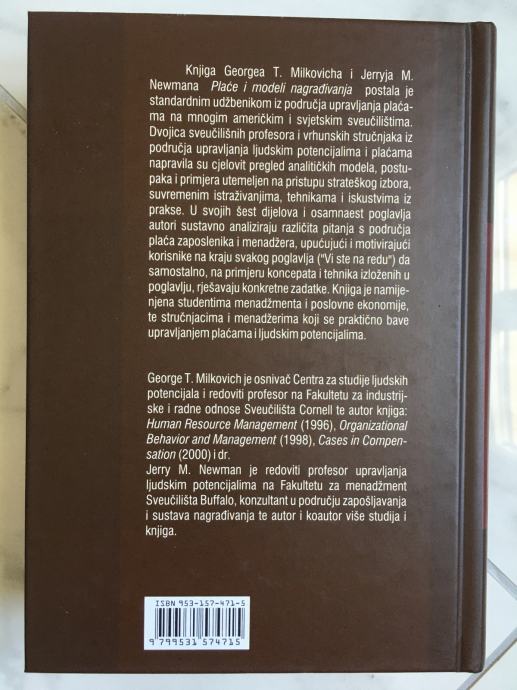 Knjiga Georgea T. Milkovicha i Jerryja M.
Newmana Plaće i modeli nagrađivanja postala je
standardnim udžbenikom iz područja upravljanja plaća-
ma na mnogim američkim i svjetskim sveučilištima.
Dvojica sveučilišnih profesora i vrhunskih stručnjaka iz
područja upravljanja ljudskim potencijalima i plaćama
napravila su cjelovit pregled analitičkih modela, postu-
paka i primjera utemeljen na pristupu strateškog izbora,
suvremenim istraživanjima, tehnikama i iskustvima iz
prakse. U svojih šest dijelova i osamnaest poglavlja
autori sustavno analiziraju različita pitanja s područja
plaća zaposlenika i menadžera, upućujući i motivirajući
korisnike na kraju svakog poglavlja ("Vi ste na redu") da
samostalno, na primjeru koncepata i tehnika izloženih u
poglavlju, rješavaju konkretne zadatke. Knjiga je namije-
njena studentima menadžmenta i poslovne ekonomije,
te stručnjacima i menadžerima koji se praktično bave
upravljanjem plaćama i ljudskim potencijalima.
George T. Milkovich je osnivač Centra za studije ljudskih
potencijala i redoviti profesor na Fakultetu za industrij-
ske i radne odnose Sveučilišta Cornell te autor knjiga:
Human Resource Management (1996), Organizational
Behavior and Management (1998), Cases in Compen-
sation (2000) i dr.
Jerry M. Newman je redoviti profesor upravljanja
ljudskim potencijalima na Fakultetu za menadžment
Sveučilišta Buffalo, konzultant u području zapošljavanja
i sustava nagrađivanja te autor i koautor više studija i
knjiga.
ISBN 953-157-471-5
9 799531 574715